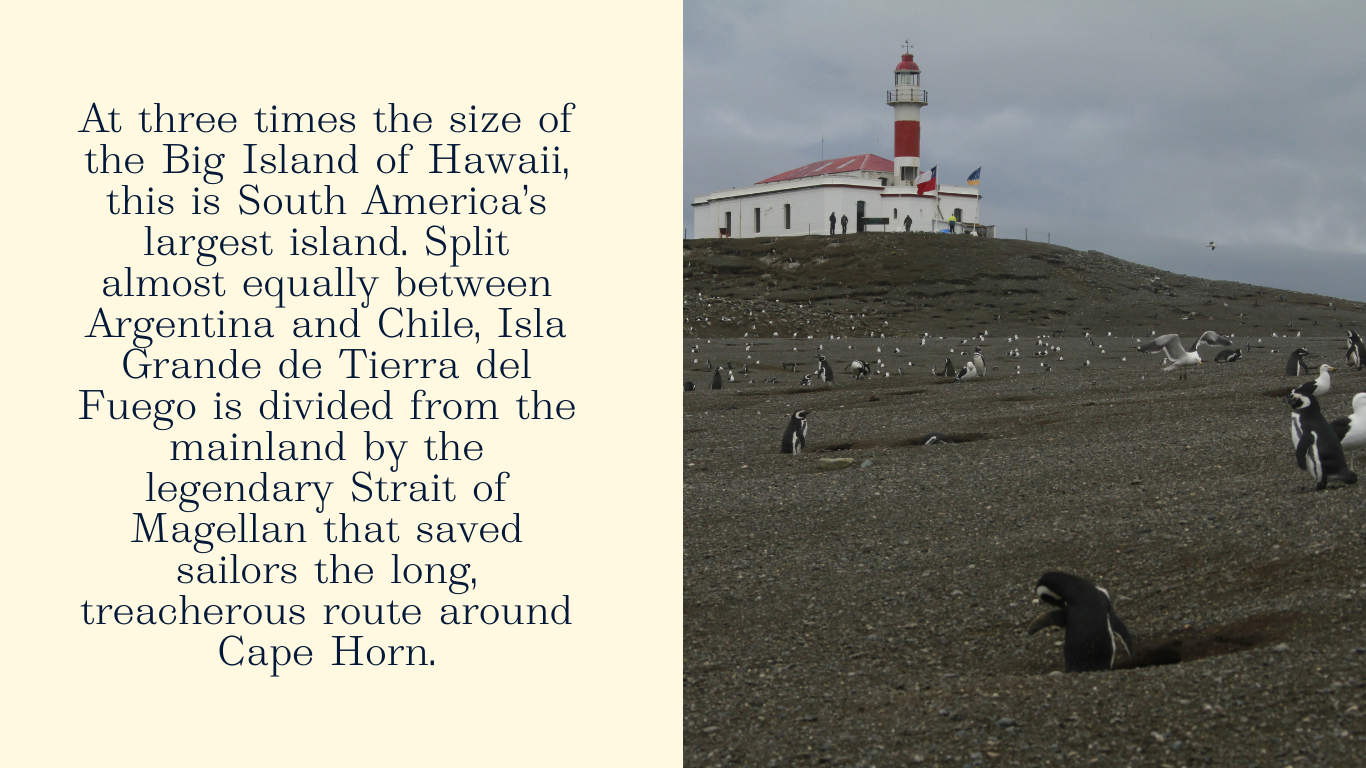 At three times the size of
the Big Island of Hawaii,
this is South America's
largest island. Split
almost equally between
Argentina and Chile, Isla
Grande de Tierra del
Fuego is divided from the
mainland by the
legendary Strait of
Magellan that saved
sailors the long,
treacherous route around
Cape Horn.